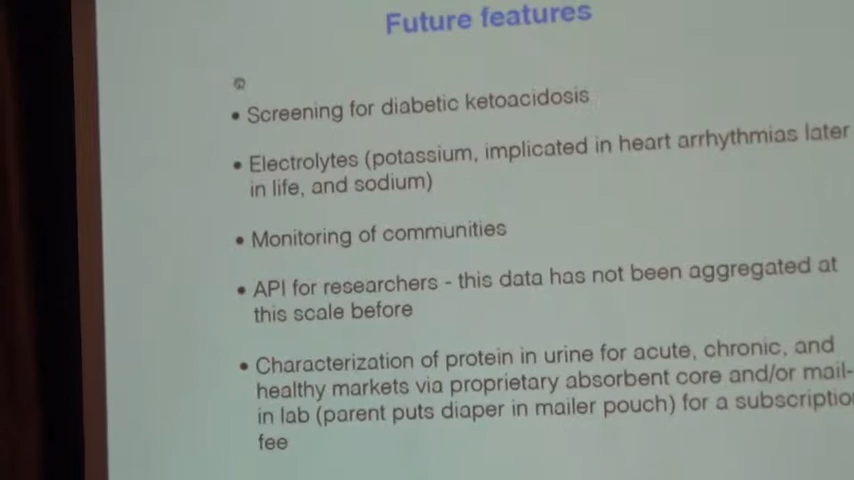 Future features
• Screening for diabetic ketoacidosis
• Electrolytes (potassium, implicated in heart arrhythmias later
in life, and sodium)
• Monitoring of communities
• API for researchers - this data has not been aggregated at
this scale before
• Characterization of protein in urine for acute, chronic, and
healthy markets via proprietary absorbent core and/or mail-
in lab (parent puts diaper in mailer pouch) for a subscription
fee